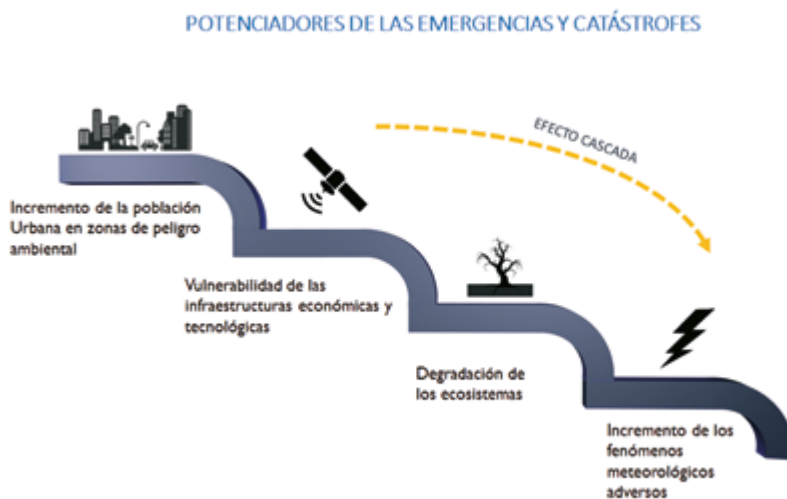 POTENCIADORES DE LAS EMERGENCIAS Y CATÁSTROFES
EFECTO CASCADA
Incremento de la población
Urbana en zonas de peligro
ambiental
Vulnerabilidad de las
infraestructuras económicas y
tecnológicas
Degradación de
los ecosistemas
Incremento de los
fenómenos
meteorológicos
adversos